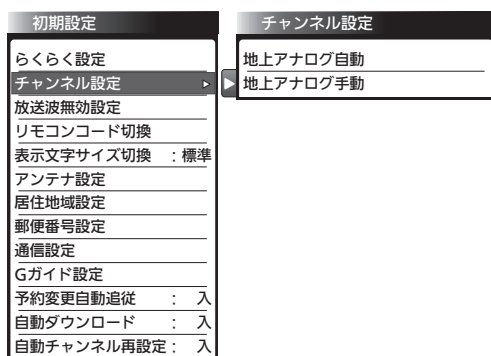 初期設定
らくらく設定
チャンネル設定
放送波無効設定
リモコンコード切換
表示文字サイズ切換 : 標準
アンテナ設定
居住地域設定
郵便番号設定
通信設定
Gガイド設定
予約変更自動追従 : 入
自動ダウンロード : 入
自動チャンネル再設定 : 入
チャンネル設定
地上アナログ自動
地上アナログ手動